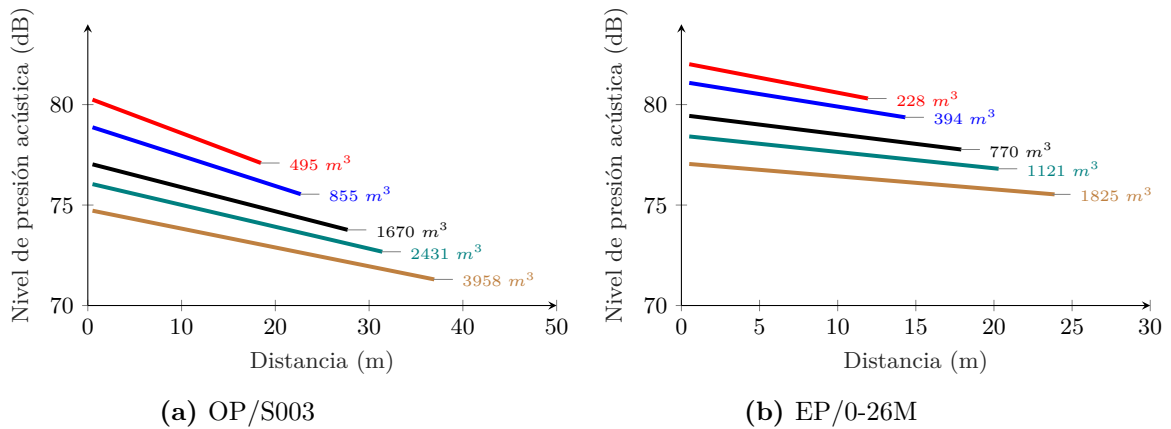 Nivel de presión acústica (dB)
80
75
70
0 10 20 30 40 50
Distancia (m)
495 m³
855 m³
1670 m³
2431 m³
3958 m³
(a) OP/S003
Nivel de presión acústica (dB)
80
75
70
0 5 10 15 20 25 30
Distancia (m)
228 m³
394 m³
770 m³
1121 m³
1825 m³
(b) EP/0-26M